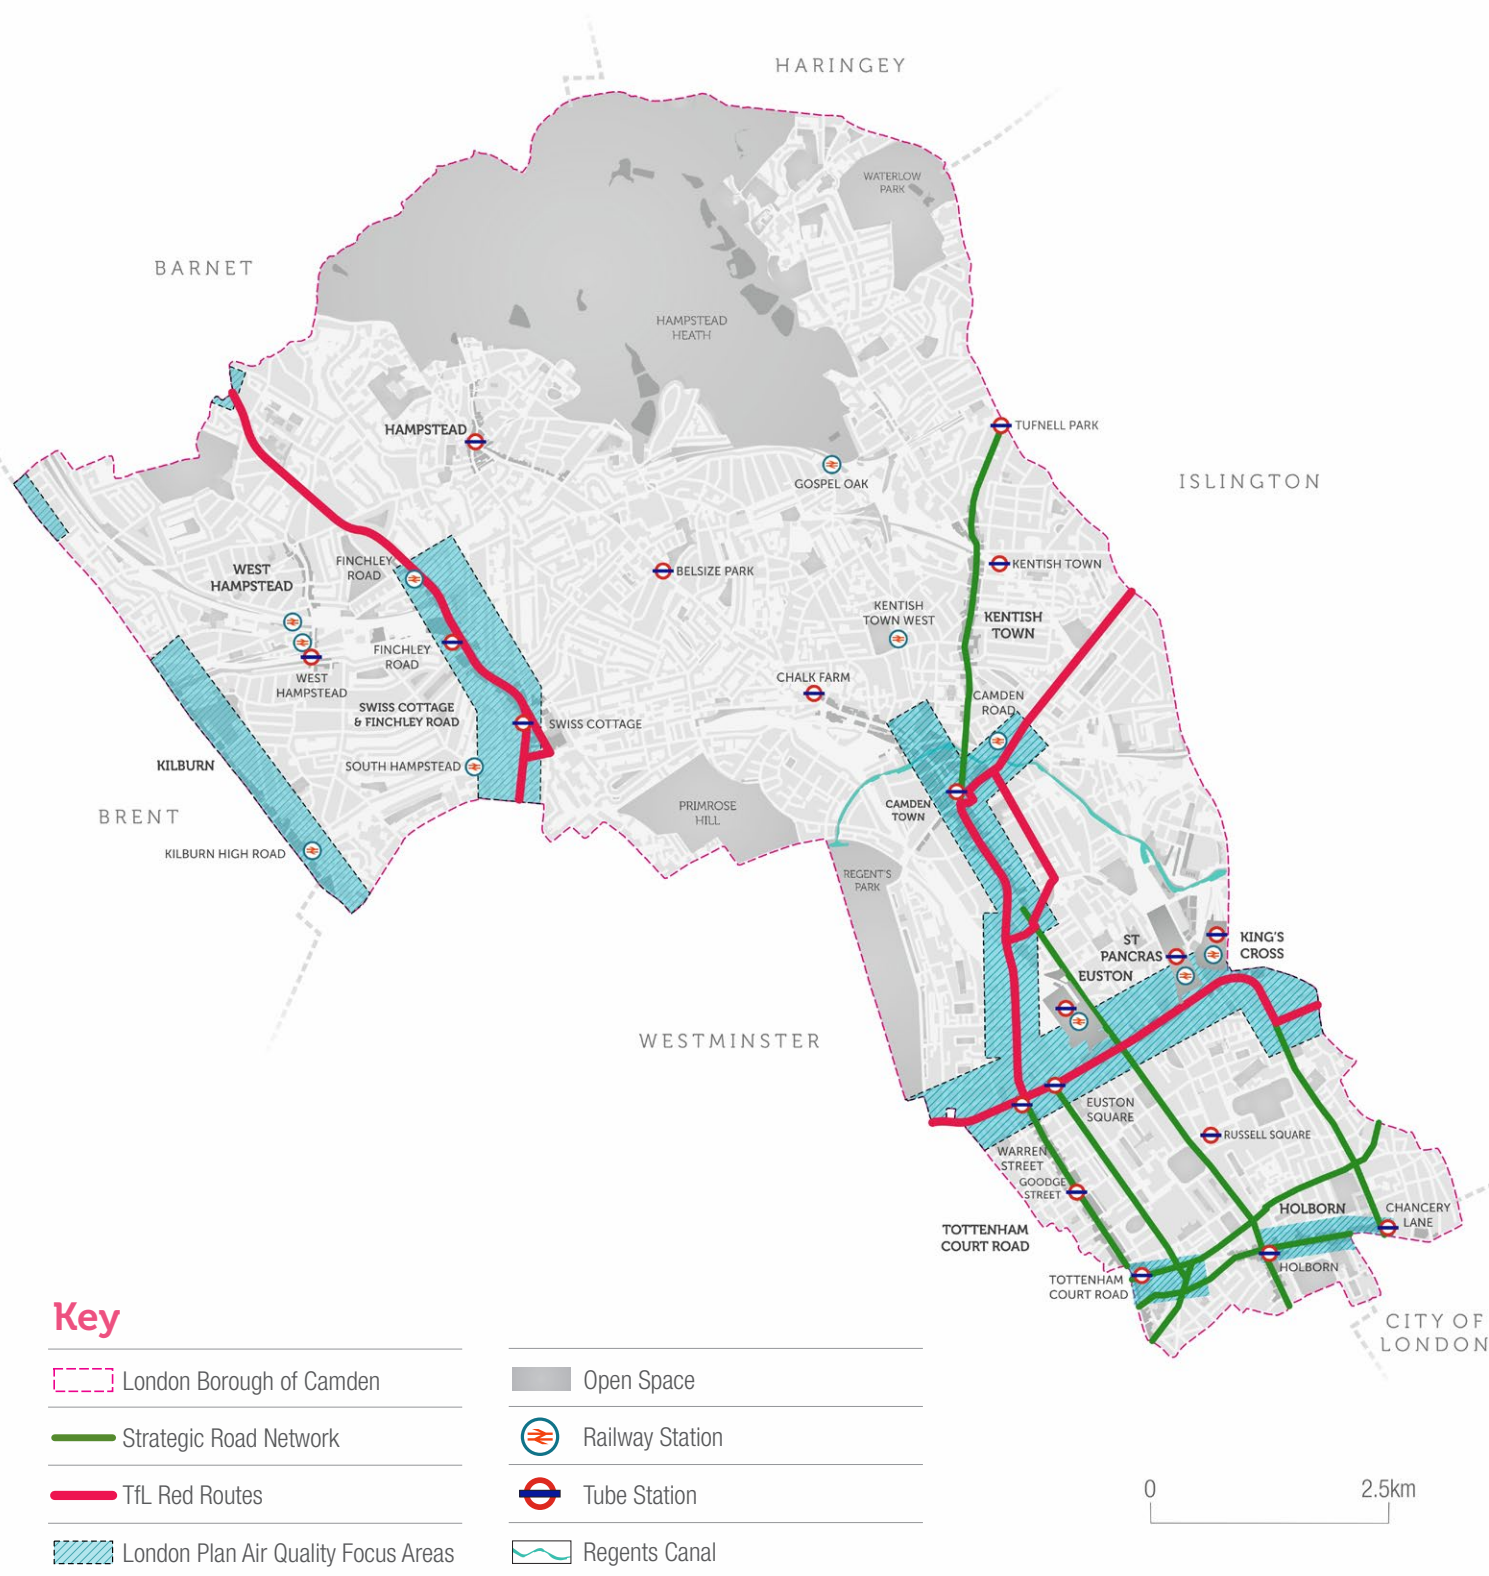 HARINGEY
WATERLOW
PARK
BARNET
HAMPSTEAD
HEATH
TUFNELL PARK
HAMPSTEAD
GOSPEL OAK
ISLINGTON
FINCHLEY
ROAD
WEST
HAMPSTEAD
BELSIZE PARK
KENTISH TOWN
KENTISH
TOWN WEST
KENTISH
TOWN
FINCHLEY
ROAD
WEST
HAMPSTEAD
CHALK FARM
CAMDEN
ROAD
SWISS COTTAGE
& FINCHLEY ROAD
SWISS COTTAGE
KILBURN
SOUTH HAMPSTEAD
BRENT
PRIMROSE
HILL
CAMDEN
TOWN
KILBURN HIGH ROAD
REGENT'S
PARK
ST
PANCRAS
KING'S
CROSS
EUSTON
WESTMINSTER
EUSTON
SQUARE
RUSSELL SQUARE
WARREN
STREET
GOODGE
STREET
HOLBORN
CHANCERY
LANE
TOTTENHAM
COURT ROAD
HOLBORN
TOTTENHAM
COURT ROAD
CITY OF
LONDON
Key
London Borough of Camden
Strategic Road Network
TfL Red Routes
London Plan Air Quality Focus Areas
Open Space
Railway Station
Tube Station
Regents Canal
0 2.5km